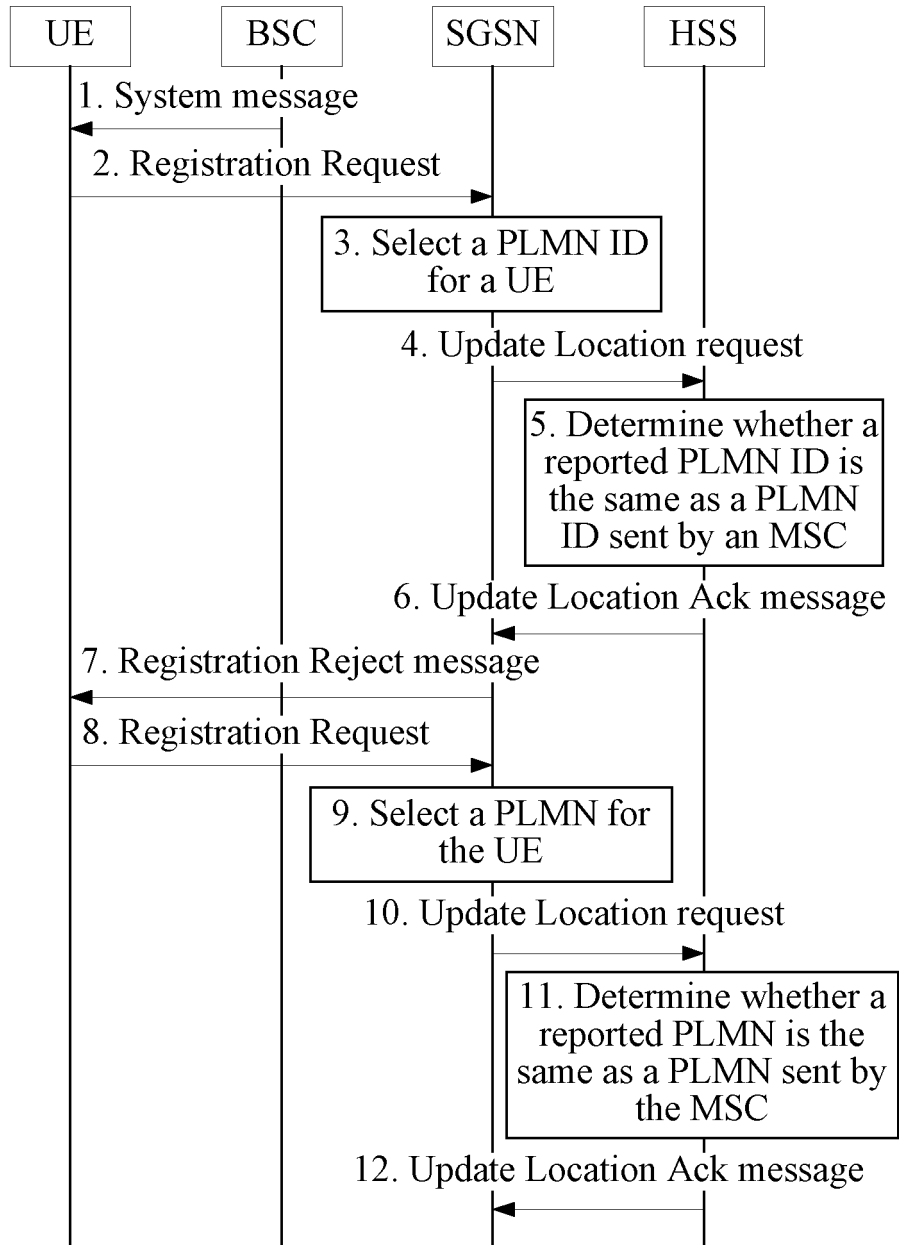 UE
BSC
SGSN
HSS
1. System message
2. Registration Request
3. Select a PLMN ID
for a UE
4. Update Location request
5. Determine whether a
reported PLMN ID is
the same as a PLMN
ID sent by an MSC
6. Update Location Ack message
7. Registration Reject message
8. Registration Request
9. Select a PLMN for
the UE
10. Update Location request
11. Determine whether a
reported PLMN is the
same as a PLMN sent by
the MSC
12. Update Location Ack message